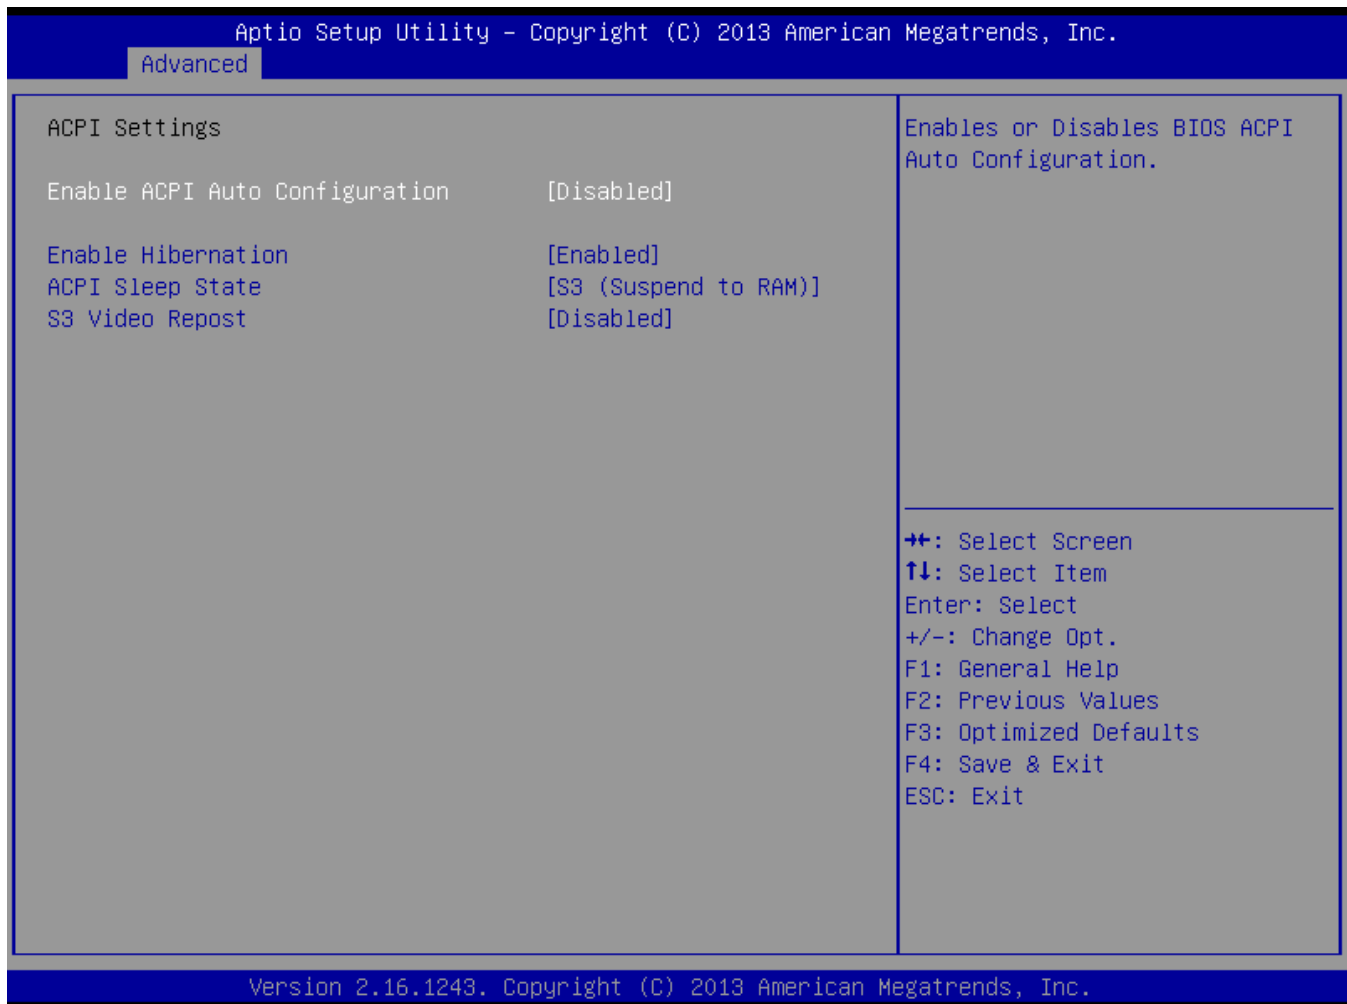 Aptio Setup Utility – Copyright (C) 2013 American Megatrends, Inc.
Advanced
ACPI Settings
Enable ACPI Auto Configuration [Disabled]
Enable Hibernation [Enabled]
ACPI Sleep State [S3 (Suspend to RAM)]
S3 Video Repost [Disabled]
Enables or Disables BIOS ACPI
Auto Configuration.
→←: Select Screen
↑↓: Select Item
Enter: Select
+/-: Change Opt.
F1: General Help
F2: Previous Values
F3: Optimized Defaults
F4: Save & Exit
ESC: Exit
Version 2.16.1243. Copyright (C) 2013 American Megatrends, Inc.